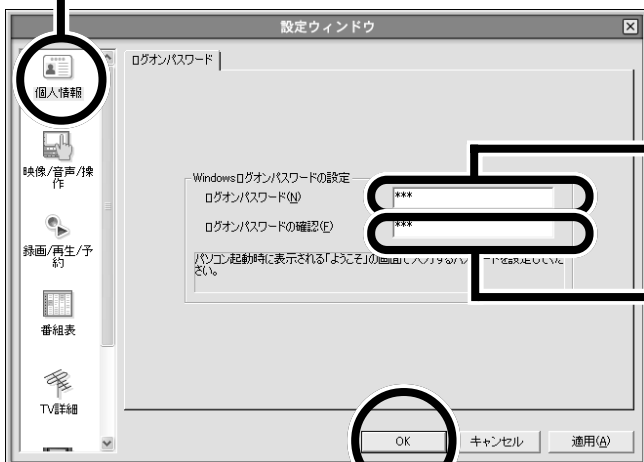 設定ウィンドウ
個人情報
映像/音声/操
作
録画/再生/予
約
番組表
TV詳細
ログオンパスワード
Windowsログオンパスワードの設定
ログオンパスワード(N)
***
ログオンパスワードの確認(F)
***
パソコン起動時に表示される「ようこそ」の画面で入力するパスワードを設定してくだ
さい。
OK
キャンセル
適用(A)